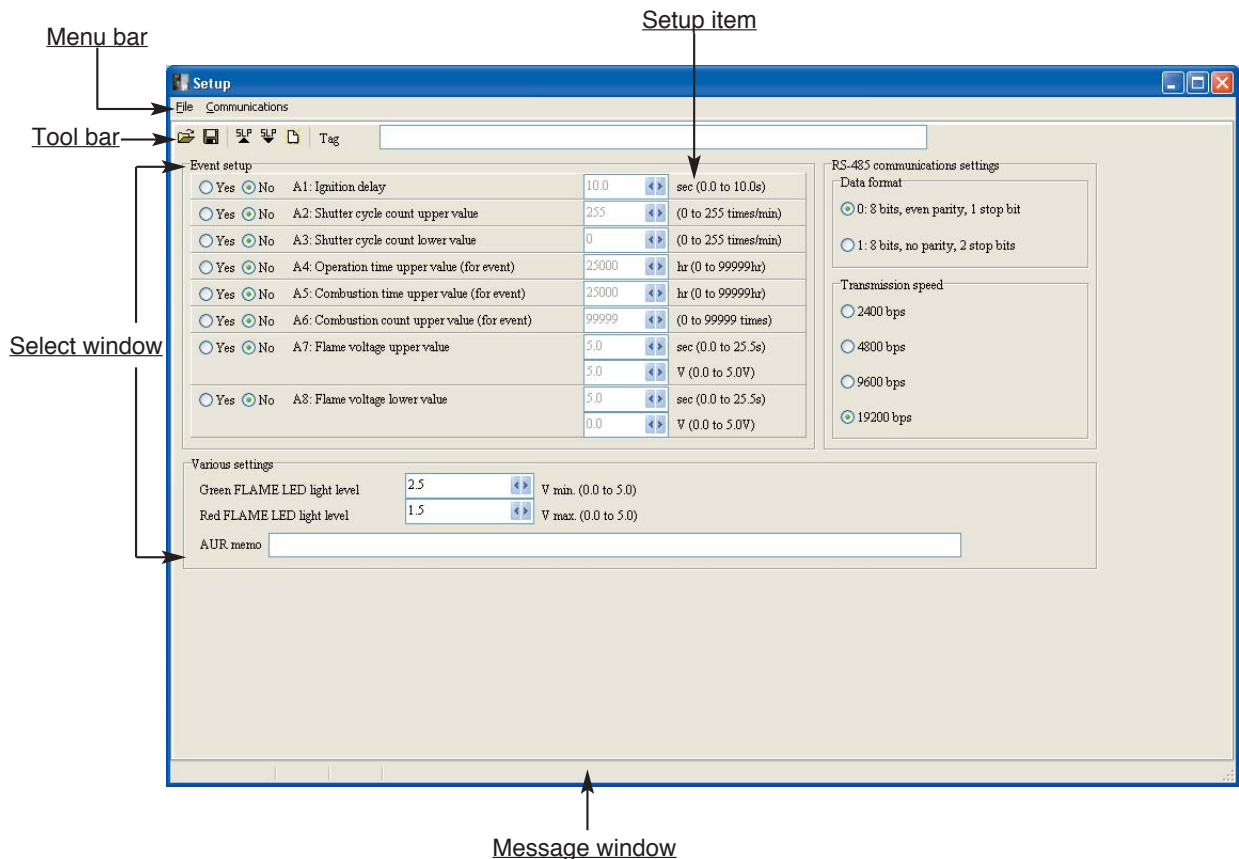 Setup item
Menu bar
Setup
File Communications
Tool bar
SLP SLP Tag
Event setup
Yes No A1: Ignition delay 10.0 sec (0.0 to 10.0s)
Yes No A2: Shutter cycle count upper value 255 (0 to 255 times/min)
Yes No A3: Shutter cycle count lower value 0 (0 to 255 times/min)
Yes No A4: Operation time upper value (for event) 25000 hr (0 to 99999hr)
Yes No A5: Combustion time upper value (for event) 25000 hr (0 to 99999hr)
Yes No A6: Combustion count upper value (for event) 99999 (0 to 99999 times)
Yes No A7: Flame voltage upper value 5.0 sec (0.0 to 25.5s)
5.0 V (0.0 to 5.0V)
Yes No A8: Flame voltage lower value 5.0 sec (0.0 to 25.5s)
0.0 V (0.0 to 5.0V)
RS-485 communications settings
Data format
0: 8 bits, even parity, 1 stop bit
1: 8 bits, no parity, 2 stop bits
Transmission speed
2400 bps
4800 bps
9600 bps
19200 bps
Select window
Various settings
Green FLAME LED light level 2.5 V min. (0.0 to 5.0)
Red FLAME LED light level 1.5 V max. (0.0 to 5.0)
AUR memo
Message window